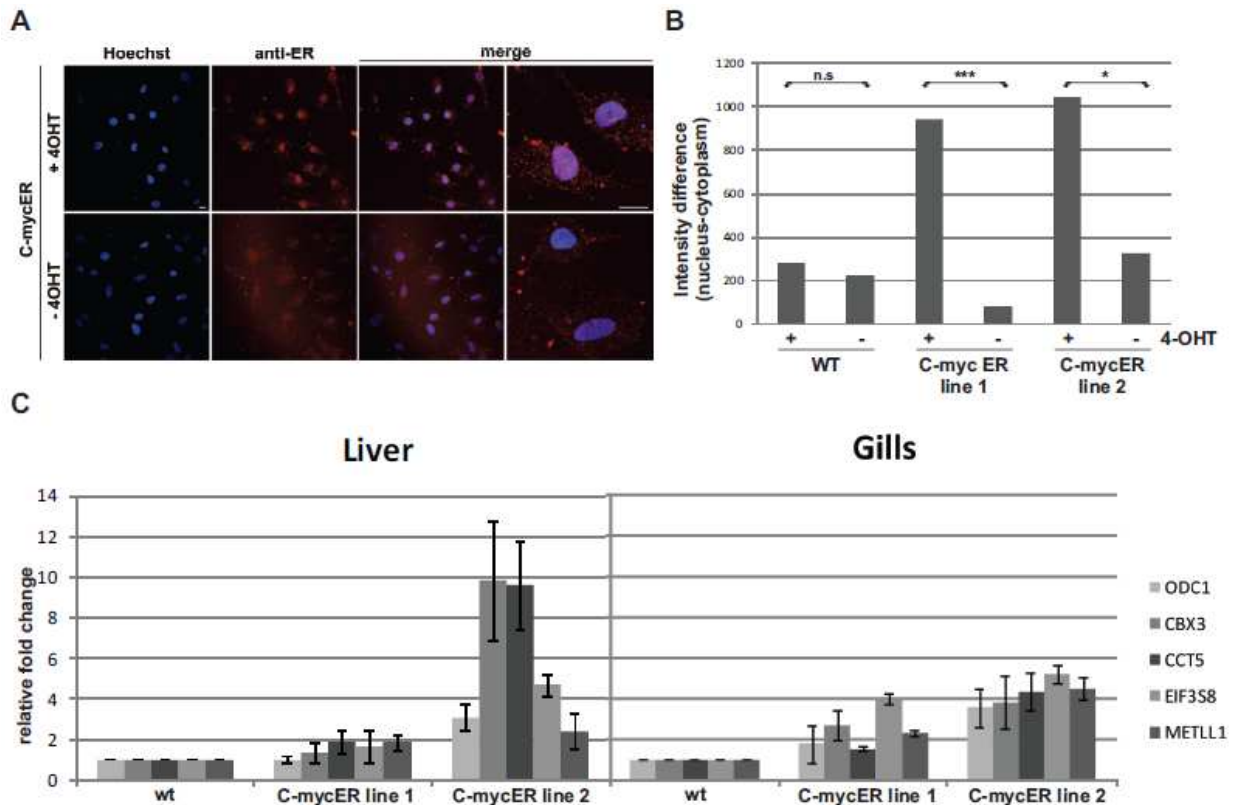 A
Hoechst anti-ER merge
C-mycER
+ 4OHT
- 4OHT
B
Intensity difference
(nucleus-cytoplasm)
1200
1000
800
600
400
200
0
n.s
***
*
+ - + - + - 4-OHT
WT C-myc ER C-mycER
line 1 line 2
C
Liver Gills
relative fold change
14
12
10
8
6
4
2
0
wt C-mycER line 1 C-mycER line 2 wt C-mycER line 1 C-mycER line 2
ODC1
CBX3
CCT5
EIF3S8
METLL1